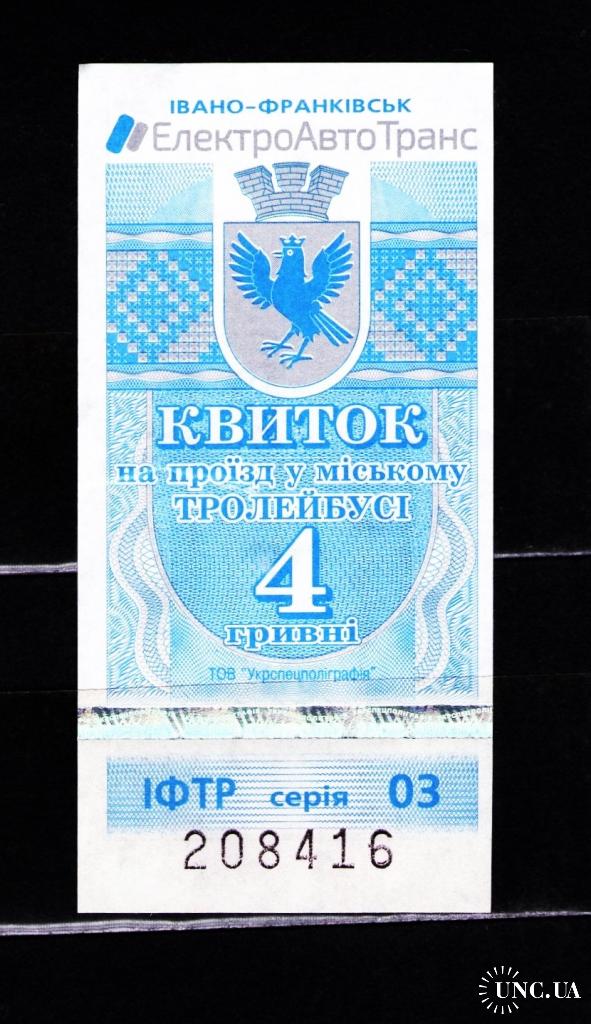 ІВАНО-ФРАНКІВСЬК
ЕлектроАвтоТранс
КВИТОК
на проїзд у міському
ТРОЛЕЙБУСІ
4
гривні
ТОВ "Укрспецполіграфія"
ІФТР серія 03
208416
UNC.UA